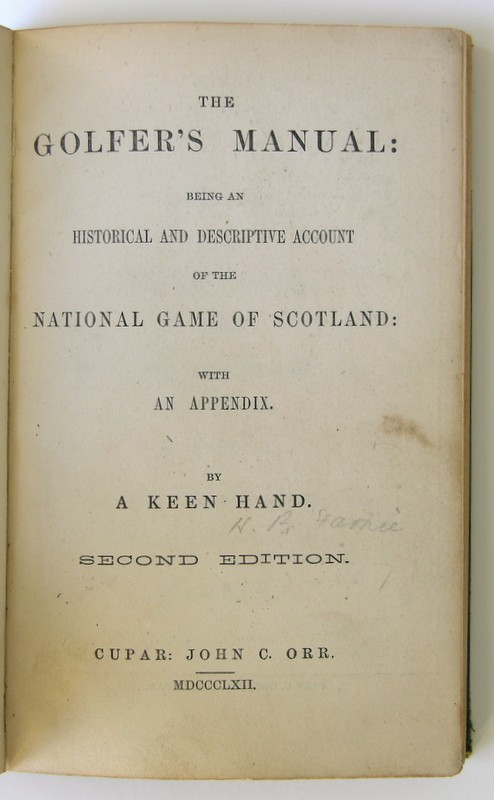 THE
GOLFER'S MANUAL:
BEING AN
HISTORICAL AND DESCRIPTIVE ACCOUNT
OF THE
NATIONAL GAME OF SCOTLAND:
WITH
AN APPENDIX.
BY
A KEEN HAND.
H. B. Farnie
SECOND EDITION.
CUPAR: JOHN C. ORR.
MDCCCLXII.